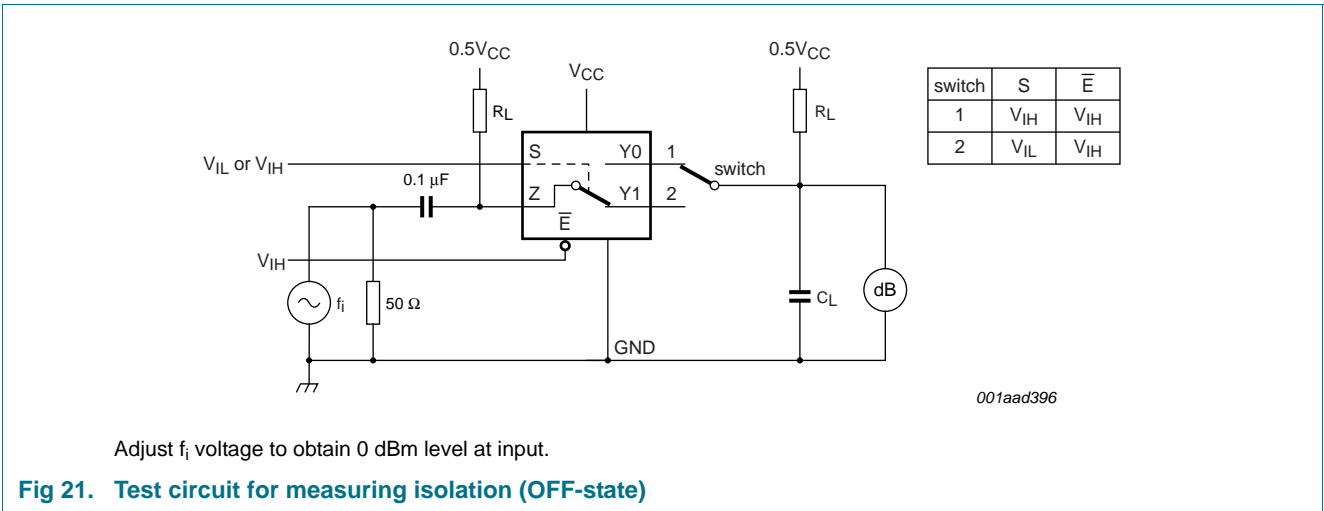 0.5VCC
0.5VCC
VCC
RL
RL
switch S E̅
1 VIH VIH
2 VIL VIH
VIL or VIH
S
Y0
1
switch
0.1 μF
Z
Y1
2
E̅
VIH
fi
50 Ω
CL
dB
GND
001aad396
Adjust fi voltage to obtain 0 dBm level at input.
Fig 21. Test circuit for measuring isolation (OFF-state)